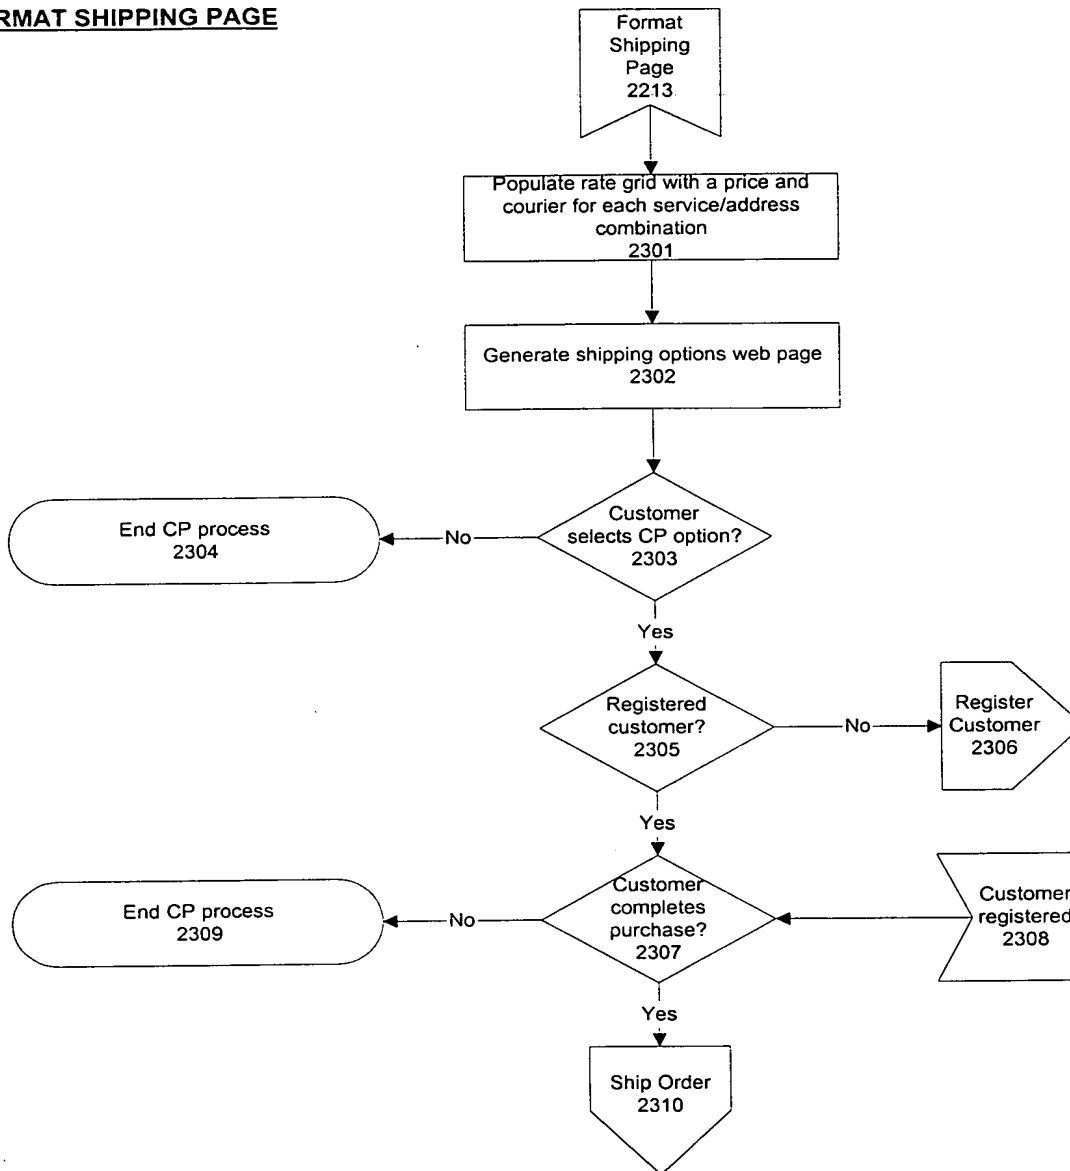 RMAT SHIPPING PAGE
Format
Shipping
Page
2213
Populate rate grid with a price and
courier for each service/address
combination
2301
Generate shipping options web page
2302
Customer
selects CP option?
2303
No
End CP process
2304
Yes
Registered
customer?
2305
No
Register
Customer
2306
Yes
Customer
completes
purchase?
2307
No
End CP process
2309
Customer
registered
2308
Yes
Ship Order
2310